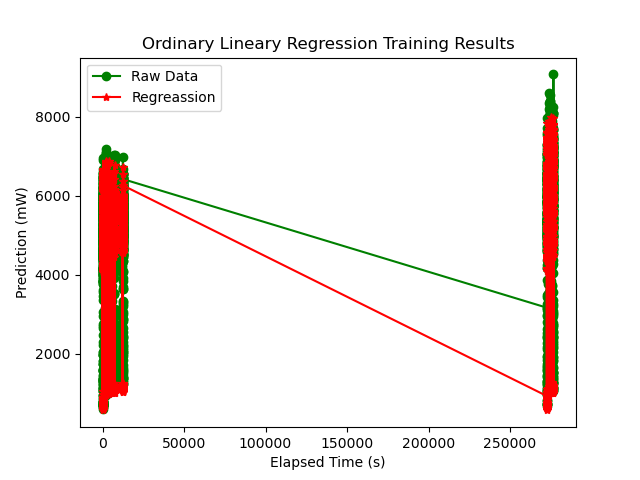 Ordinary Lineary Regression Training Results
Raw Data
Regreassion
8000
6000
4000
2000
Prediction (mW)
0 50000 100000 150000 200000 250000
Elapsed Time (s)